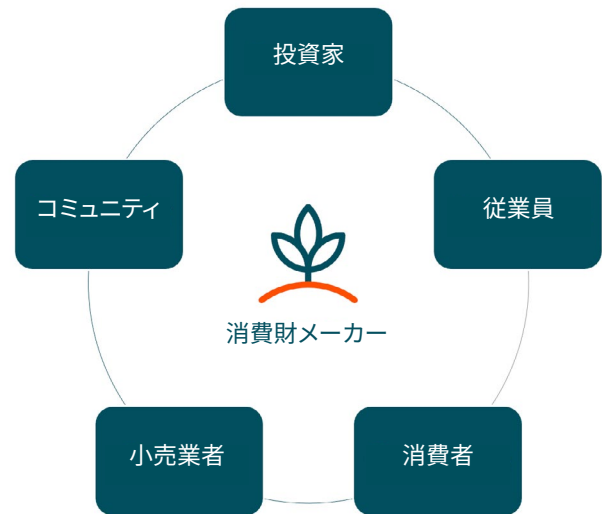 投資家
コミュニティ
従業員
消費財メーカー
小売業者
消費者